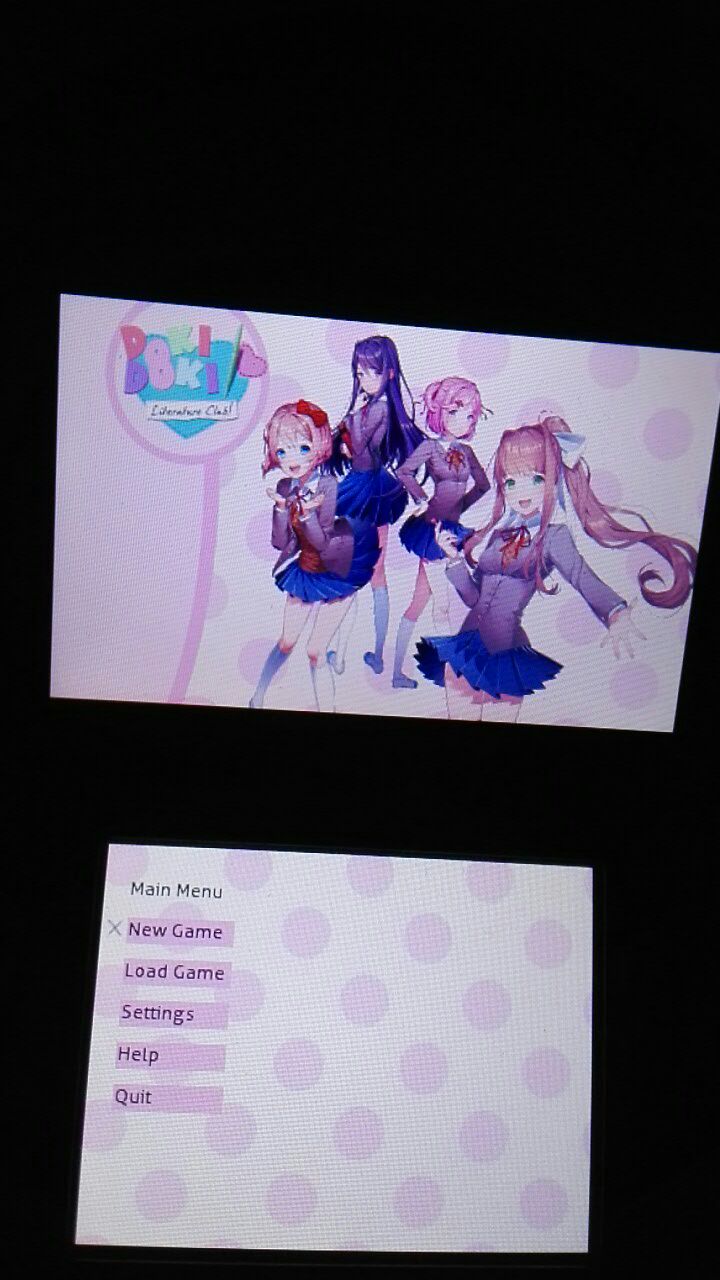 DOKI
DOKI
Literature Club!
Main Menu
New Game
Load Game
Settings
Help
Quit